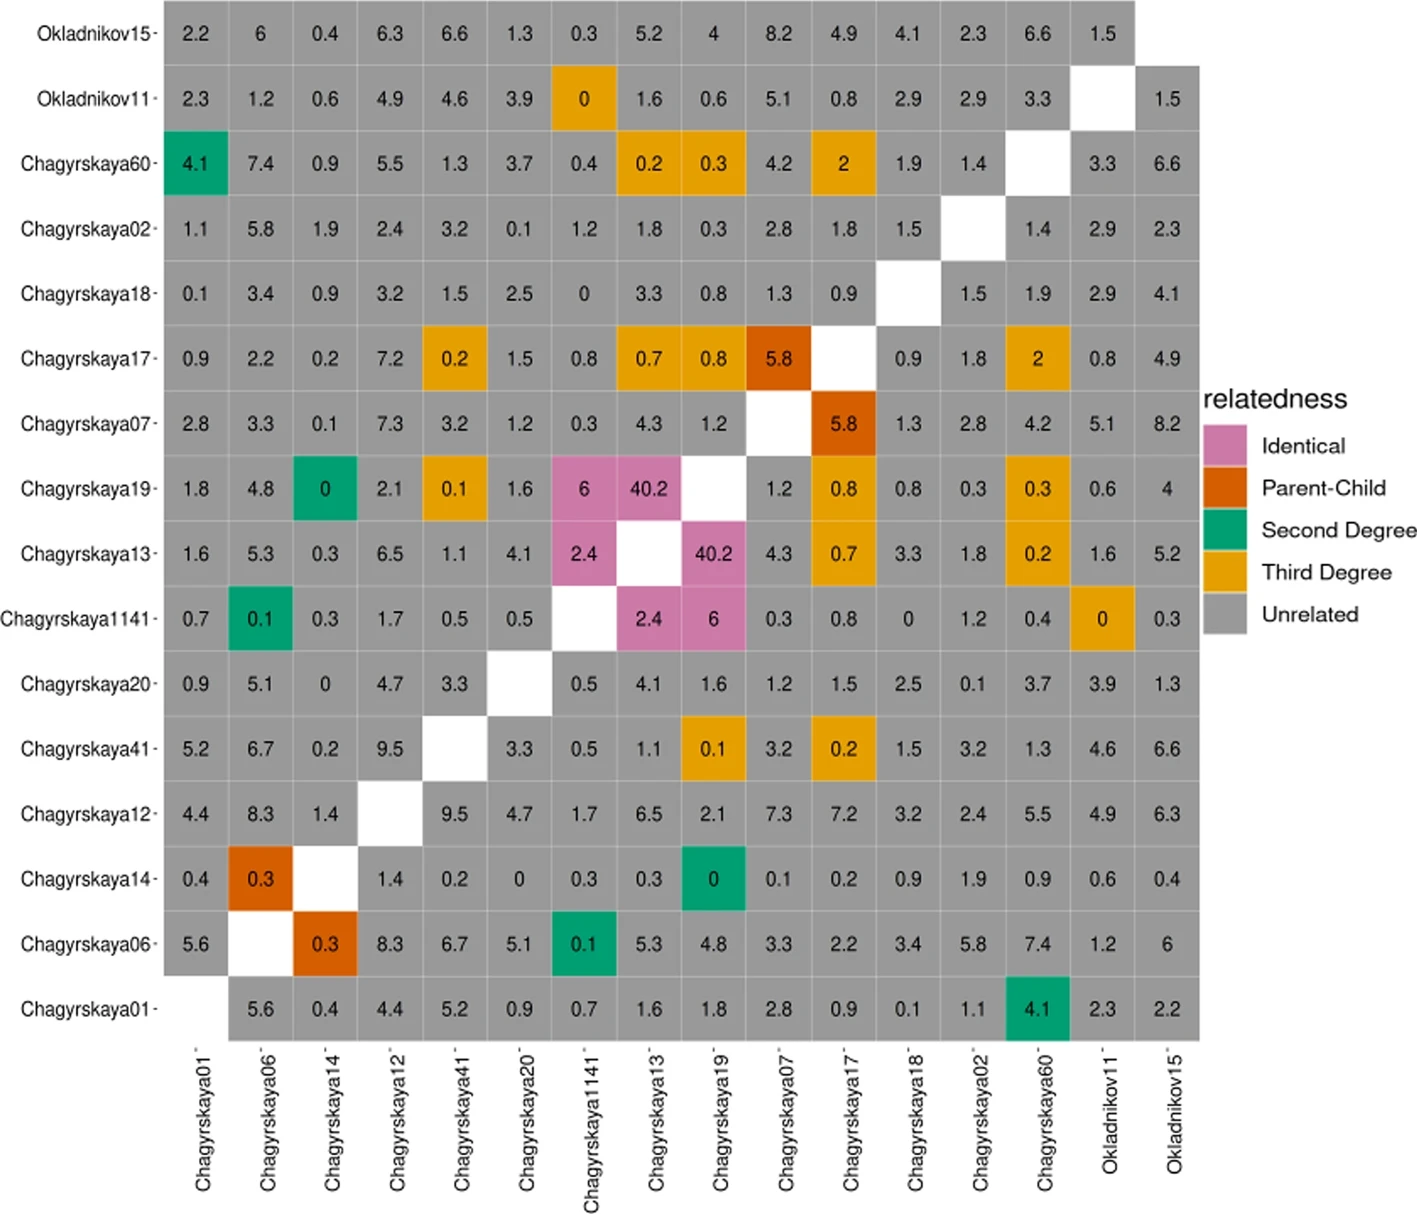 Okladnikov15 2.2 6 0.4 6.3 6.6 1.3 0.3 5.2 4 8.2 4.9 4.1 2.3 6.6 1.5
Okladnikov11 2.3 1.2 0.6 4.9 4.6 3.9 0 1.6 0.6 5.1 0.8 2.9 2.9 3.3 1.5
Chagyrskaya60 4.1 7.4 0.9 5.5 1.3 3.7 0.4 0.2 0.3 4.2 2 1.9 1.4 3.3 6.6
Chagyrskaya02 1.1 5.8 1.9 2.4 3.2 0.1 1.2 1.8 0.3 2.8 1.8 1.5 1.4 2.9 2.3
Chagyrskaya18 0.1 3.4 0.9 3.2 1.5 2.5 0 3.3 0.8 1.3 0.9 1.5 1.9 2.9 4.1
Chagyrskaya17 0.9 2.2 0.2 7.2 0.2 1.5 0.8 0.7 0.8 5.8 0.9 1.8 2 0.8 4.9
Chagyrskaya07 2.8 3.3 0.1 7.3 3.2 1.2 0.3 4.3 1.2 5.8 1.3 2.8 4.2 5.1 8.2
Chagyrskaya19 1.8 4.8 0 2.1 0.1 1.6 6 40.2 1.2 0.8 0.8 0.3 0.3 0.6 4
Chagyrskaya13 1.6 5.3 0.3 6.5 1.1 4.1 2.4 40.2 4.3 0.7 3.3 1.8 0.2 1.6 5.2
Chagyrskaya1141 0.7 0.1 0.3 1.7 0.5 0.5 2.4 6 0.3 0.8 0 1.2 0.4 0 0.3
Chagyrskaya20 0.9 5.1 0 4.7 3.3 0.5 4.1 1.6 1.2 1.5 2.5 0.1 3.7 3.9 1.3
Chagyrskaya41 5.2 6.7 0.2 9.5 3.3 0.5 1.1 0.1 3.2 0.2 1.5 3.2 1.3 4.6 6.6
Chagyrskaya12 4.4 8.3 1.4 9.5 4.7 1.7 6.5 2.1 7.3 7.2 3.2 2.4 5.5 4.9 6.3
Chagyrskaya14 0.4 0.3 1.4 0.2 0 0.3 0.3 0 0.1 0.2 0.9 1.9 0.9 0.6 0.4
Chagyrskaya06 5.6 0.3 8.3 6.7 5.1 0.1 5.3 4.8 3.3 2.2 3.4 5.8 7.4 1.2 6
Chagyrskaya01 5.6 0.4 4.4 5.2 0.9 0.7 1.6 1.8 2.8 0.9 0.1 1.1 4.1 2.3 2.2
Chagyrskaya01
Chagyrskaya06
Chagyrskaya14
Chagyrskaya12
Chagyrskaya41
Chagyrskaya20
Chagyrskaya1141
Chagyrskaya13
Chagyrskaya19
Chagyrskaya07
Chagyrskaya17
Chagyrskaya18
Chagyrskaya02
Chagyrskaya60
Okladnikov11
Okladnikov15
relatedness
Identical
Parent-Child
Second Degree
Third Degree
Unrelated